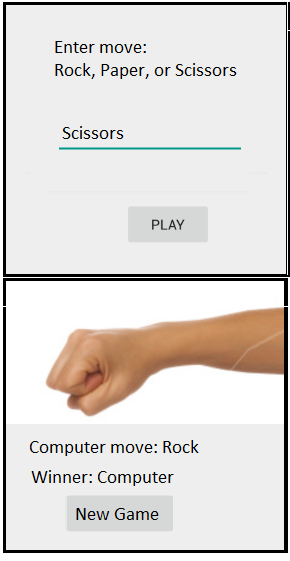 Enter move:
Rock, Paper, or Scissors
Scissors
PLAY
Computer move: Rock
Winner: Computer
New Game